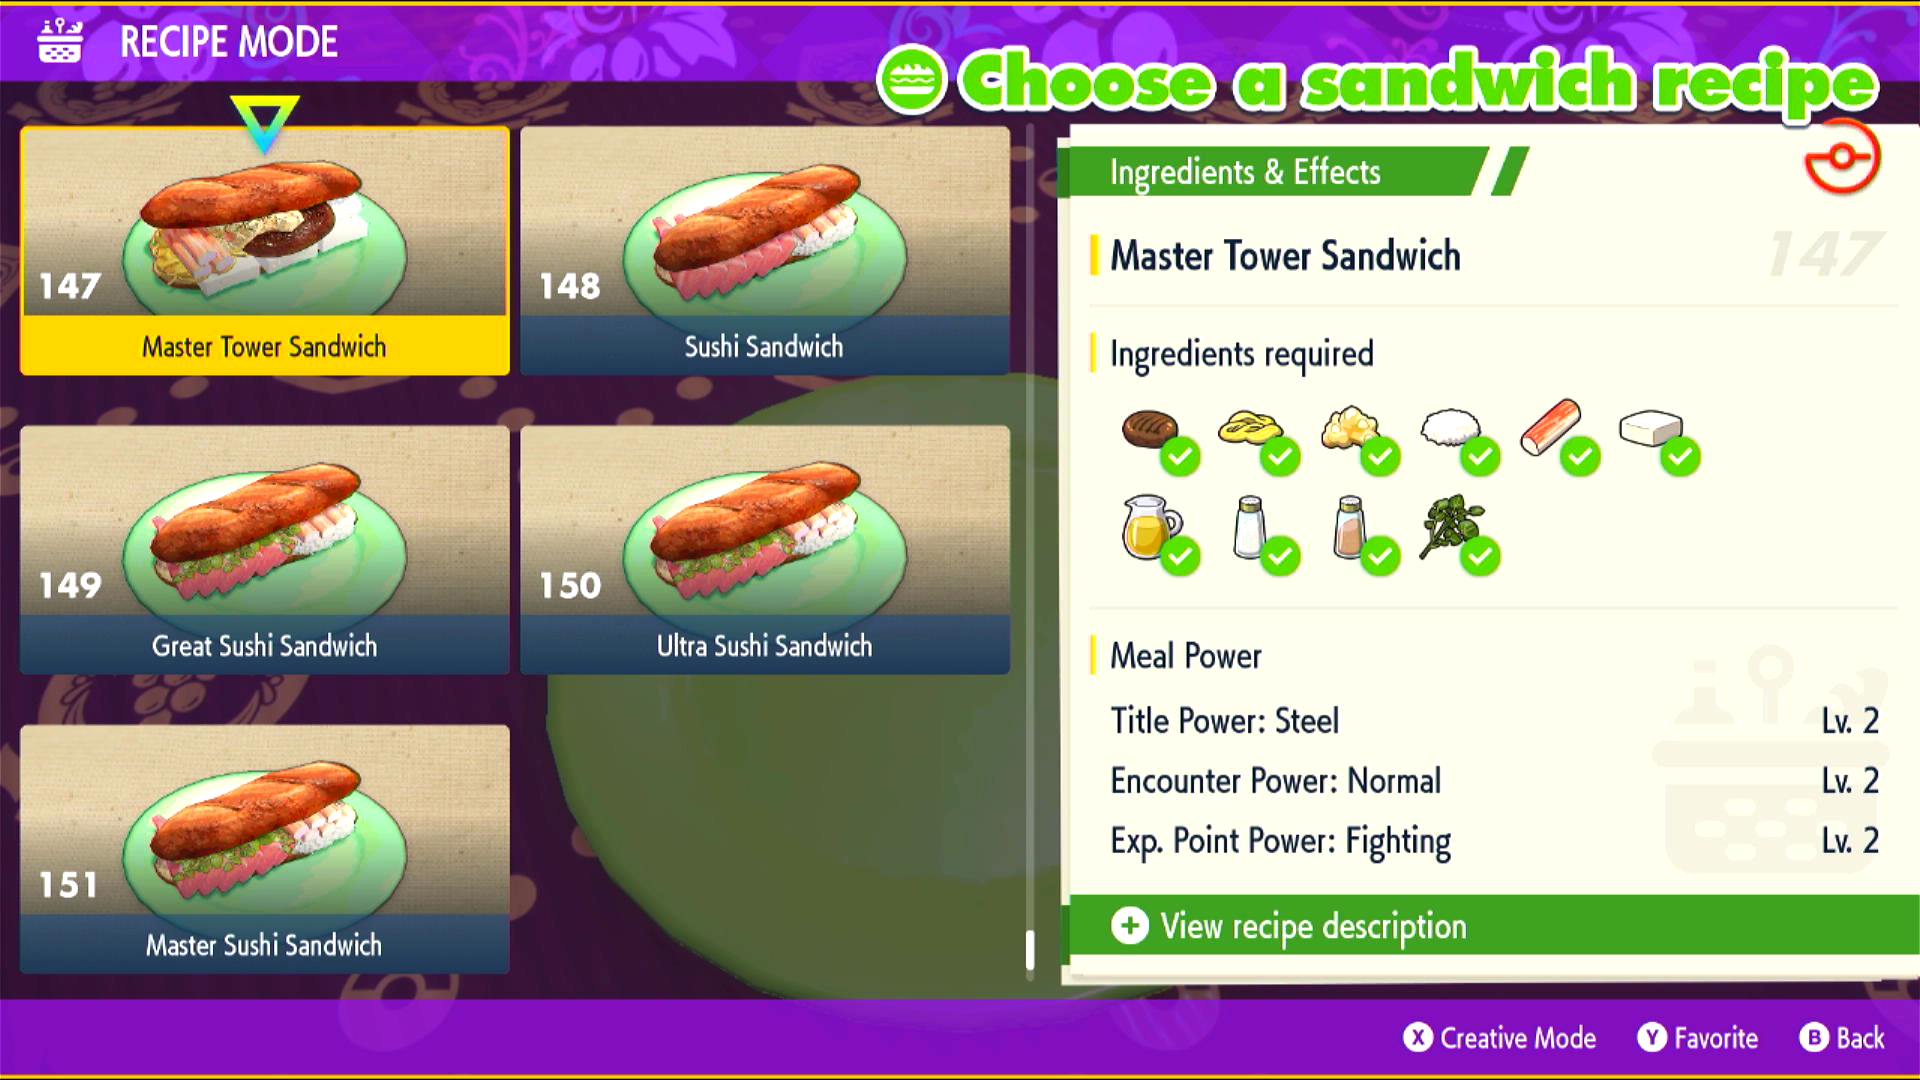 RECIPE MODE
Choose a sandwich recipe
147
Master Tower Sandwich
148
Sushi Sandwich
149
Great Sushi Sandwich
150
Ultra Sushi Sandwich
151
Master Sushi Sandwich
Ingredients & Effects
Master Tower Sandwich 147
Ingredients required
Meal Power
Title Power: Steel Lv. 2
Encounter Power: Normal Lv. 2
Exp. Point Power: Fighting Lv. 2
+ View recipe description
X Creative Mode Y Favorite B Back